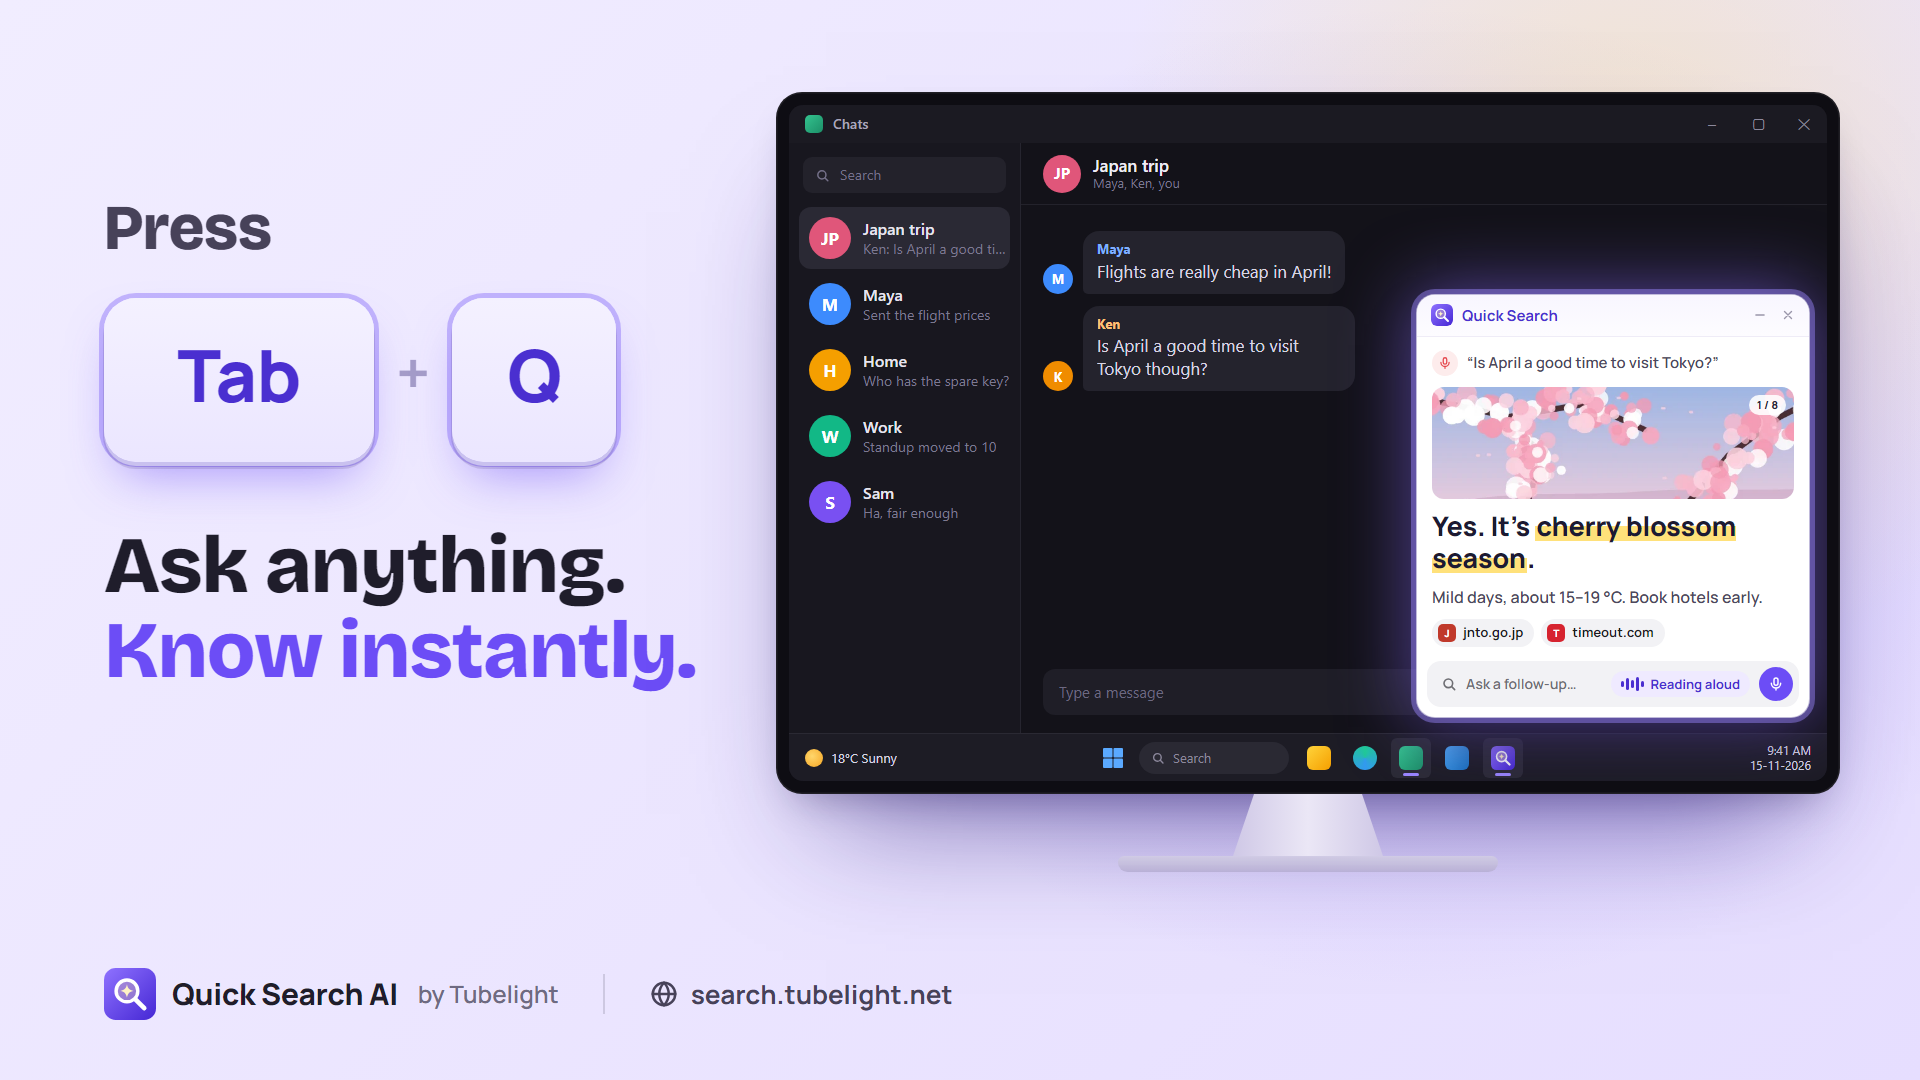 Press
Tab + Q
Ask anything.
Know instantly.
Quick Search AI by Tubelight
search.tubelight.net
Chats
Search
JP
Japan trip
Ken: Is April a good ti...
M
Maya
Sent the flight prices
H
Home
Who has the spare key?
W
Work
Standup moved to 10
S
Sam
Ha, fair enough
JP
Japan trip
Maya, Ken, you
Maya
M
Flights are really cheap in April!
Ken
Is April a good time to visit
K
Tokyo though?
Type a message
Quick Search
“Is April a good time to visit Tokyo?”
1 / 8
Yes. It’s cherry blossom
season.
Mild days, about 15–19 °C. Book hotels early.
J jnto.go.jp T timeout.com
Ask a follow-up... Reading aloud
18°C Sunny
Search
9:41 AM
15-11-2026